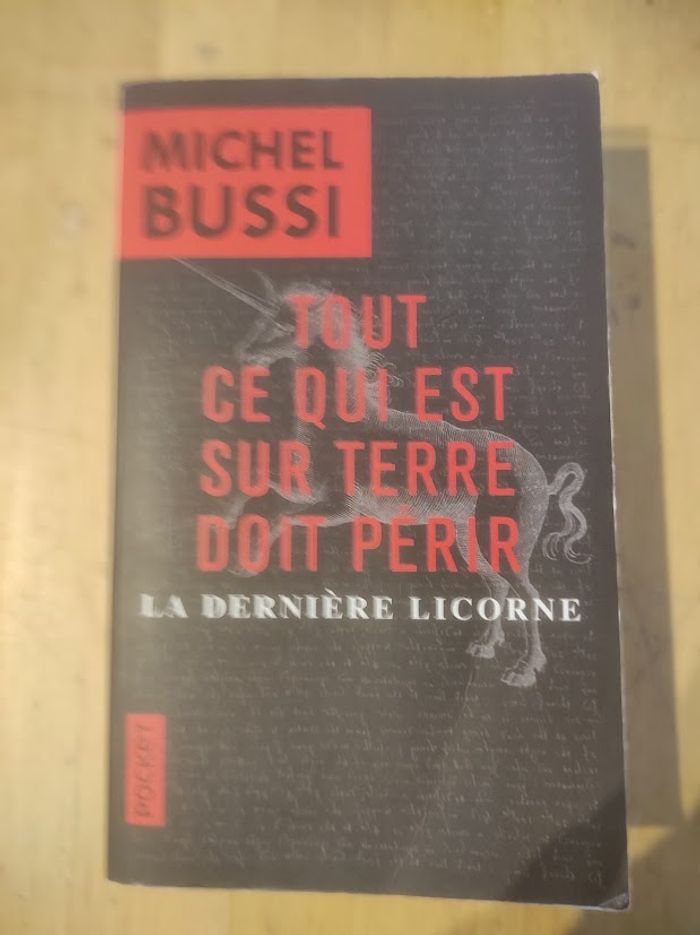 MICHEL
BUSSI
TOUT
CE QUI EST
SUR TERRE
DOIT PÉRIR
LA DERNIÈRE LICORNE
POCKET